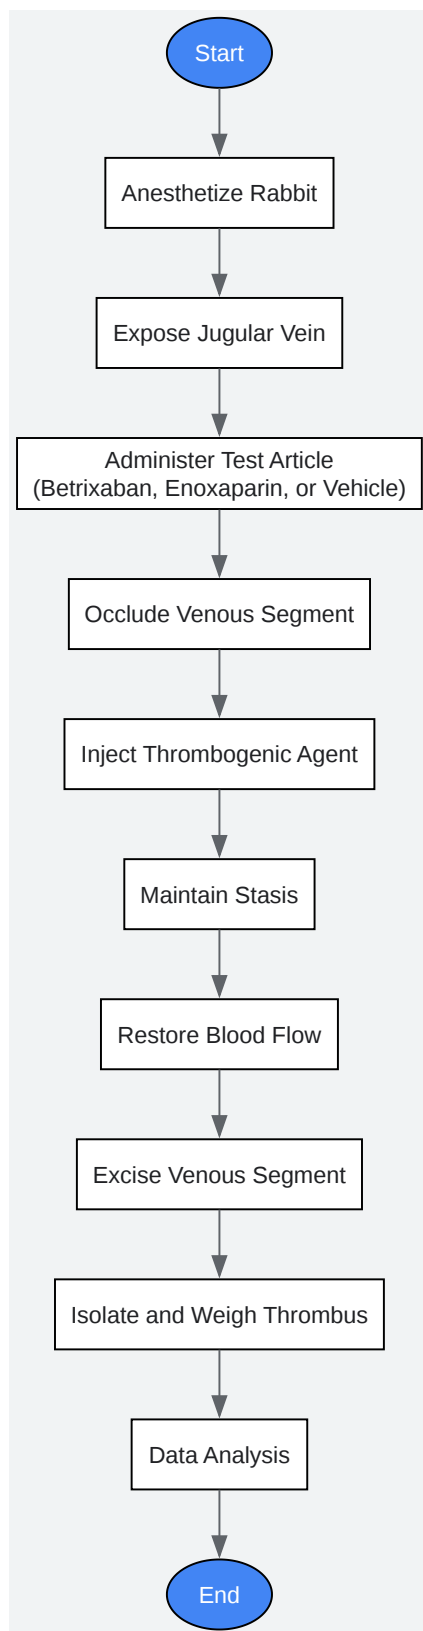 Start
Anesthetize Rabbit
Expose Jugular Vein
Administer Test Article
(Betrixaban, Enoxaparin, or Vehicle)
Occlude Venous Segment
Inject Thrombogenic Agent
Maintain Stasis
Restore Blood Flow
Excise Venous Segment
Isolate and Weigh Thrombus
Data Analysis
End